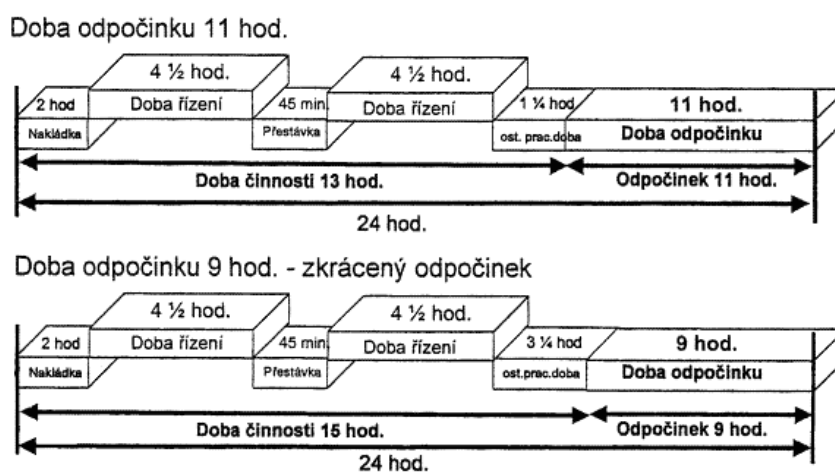 Doba odpočinku 11 hod.
4 ½ hod. 4 ½ hod.
2 hod Doba řízení 45 min. Doba řízení 1 ¼ hod 11 hod.
Nakládka Přestávka ost. prac.doba Doba odpočinku
Doba činnosti 13 hod. Odpočinek 11 hod.
24 hod.
Doba odpočinku 9 hod. - zkrácený odpočinek
4 ½ hod. 4 ½ hod.
2 hod Doba řízení 45 min. Doba řízení 3 ¼ hod 9 hod.
Nakládka Přestávka ost.prac.doba Doba odpočinku
Doba činnosti 15 hod. Odpočinek 9 hod.
24 hod.